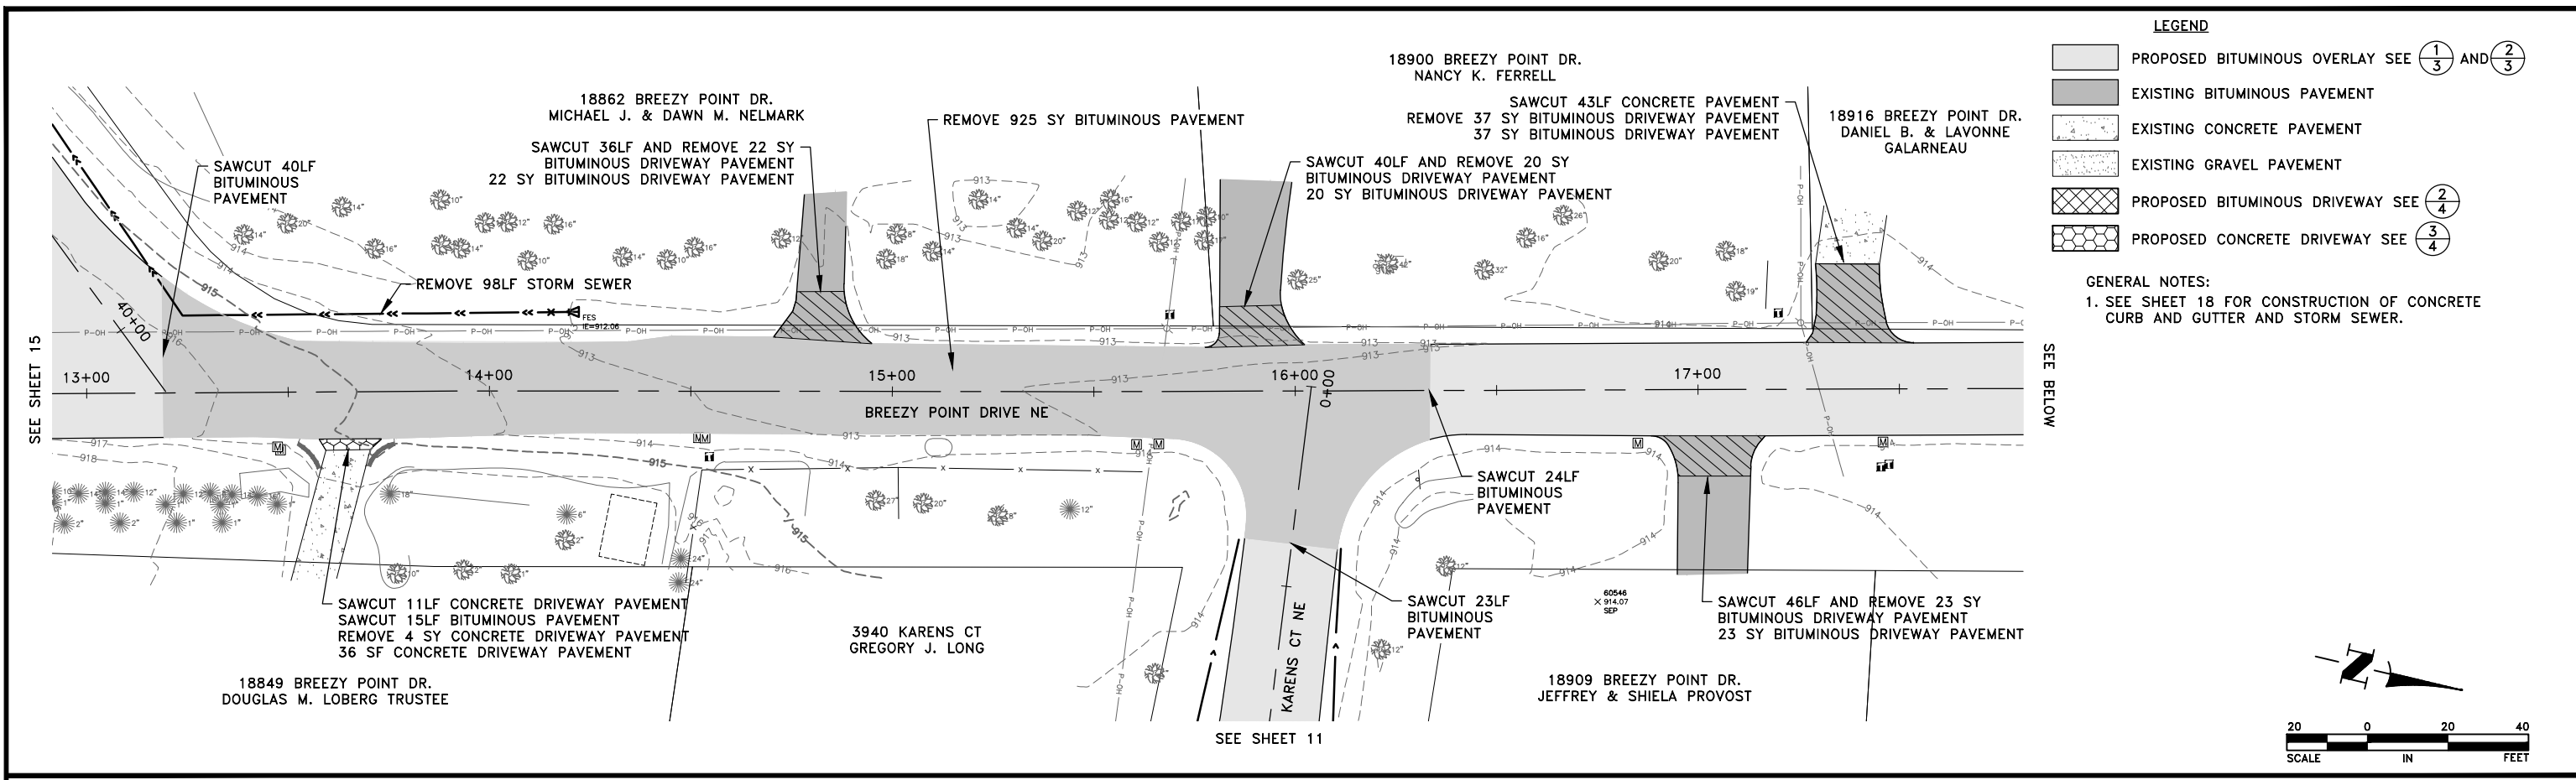 LEGEND
PROPOSED BITUMINOUS OVERLAY SEE 1/3 AND 2/3
EXISTING BITUMINOUS PAVEMENT
EXISTING CONCRETE PAVEMENT
EXISTING GRAVEL PAVEMENT
PROPOSED BITUMINOUS DRIVEWAY SEE 2/4
PROPOSED CONCRETE DRIVEWAY SEE 3/4
GENERAL NOTES:
1. SEE SHEET 18 FOR CONSTRUCTION OF CONCRETE
CURB AND GUTTER AND STORM SEWER.
18862 BREEZY POINT DR.
MICHAEL J. & DAWN M. NELMARK
SAWCUT 36LF AND REMOVE 22 SY
BITUMINOUS DRIVEWAY PAVEMENT
22 SY BITUMINOUS DRIVEWAY PAVEMENT
SAWCUT 40LF
BITUMINOUS
PAVEMENT
REMOVE 98LF STORM SEWER
FES
IE=912.06
REMOVE 925 SY BITUMINOUS PAVEMENT
18900 BREEZY POINT DR.
NANCY K. FERRELL
SAWCUT 43LF CONCRETE PAVEMENT
REMOVE 37 SY BITUMINOUS DRIVEWAY PAVEMENT
37 SY BITUMINOUS DRIVEWAY PAVEMENT
SAWCUT 40LF AND REMOVE 20 SY
BITUMINOUS DRIVEWAY PAVEMENT
20 SY BITUMINOUS DRIVEWAY PAVEMENT
18916 BREEZY POINT DR.
DANIEL B. & LAVONNE
GALARNEAU
SEE SHEET 15
40+00
13+00
14+00
15+00
16+00
0+00
17+00
BREEZY POINT DRIVE NE
SEE BELOW
SAWCUT 24LF
BITUMINOUS
PAVEMENT
SAWCUT 11LF CONCRETE DRIVEWAY PAVEMENT
SAWCUT 15LF BITUMINOUS PAVEMENT
REMOVE 4 SY CONCRETE DRIVEWAY PAVEMENT
36 SF CONCRETE DRIVEWAY PAVEMENT
18849 BREEZY POINT DR.
DOUGLAS M. LOBERG TRUSTEE
3940 KARENS CT
GREGORY J. LONG
KARENS CT NE
SEE SHEET 11
SAWCUT 23LF
BITUMINOUS
PAVEMENT
60546
914.07
SEP
SAWCUT 46LF AND REMOVE 23 SY
BITUMINOUS DRIVEWAY PAVEMENT
23 SY BITUMINOUS DRIVEWAY PAVEMENT
18909 BREEZY POINT DR.
JEFFREY & SHIELA PROVOST
N
20 0 20 40
SCALE IN FEET